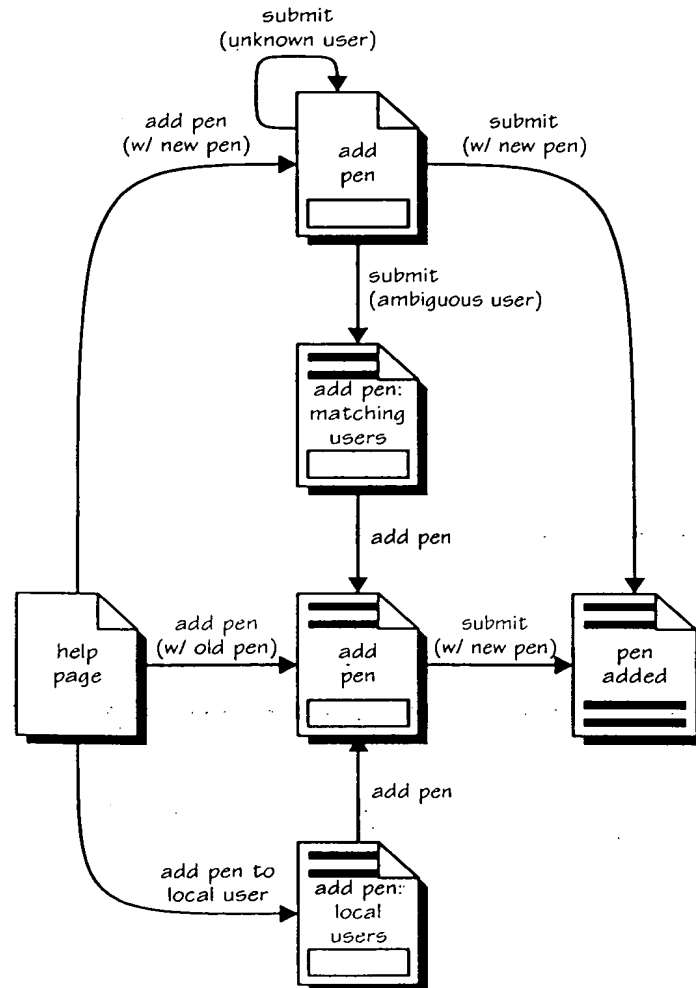 submit
(unknown user)
add pen
(w/ new pen)
add
pen
submit
(w/ new pen)
submit
(ambiguous user)
add pen:
matching
users
add pen
help
page
add pen
(w/ old pen)
add
pen
submit
(w/ new pen)
pen
added
add pen
add pen to
local user
add pen:
local
users